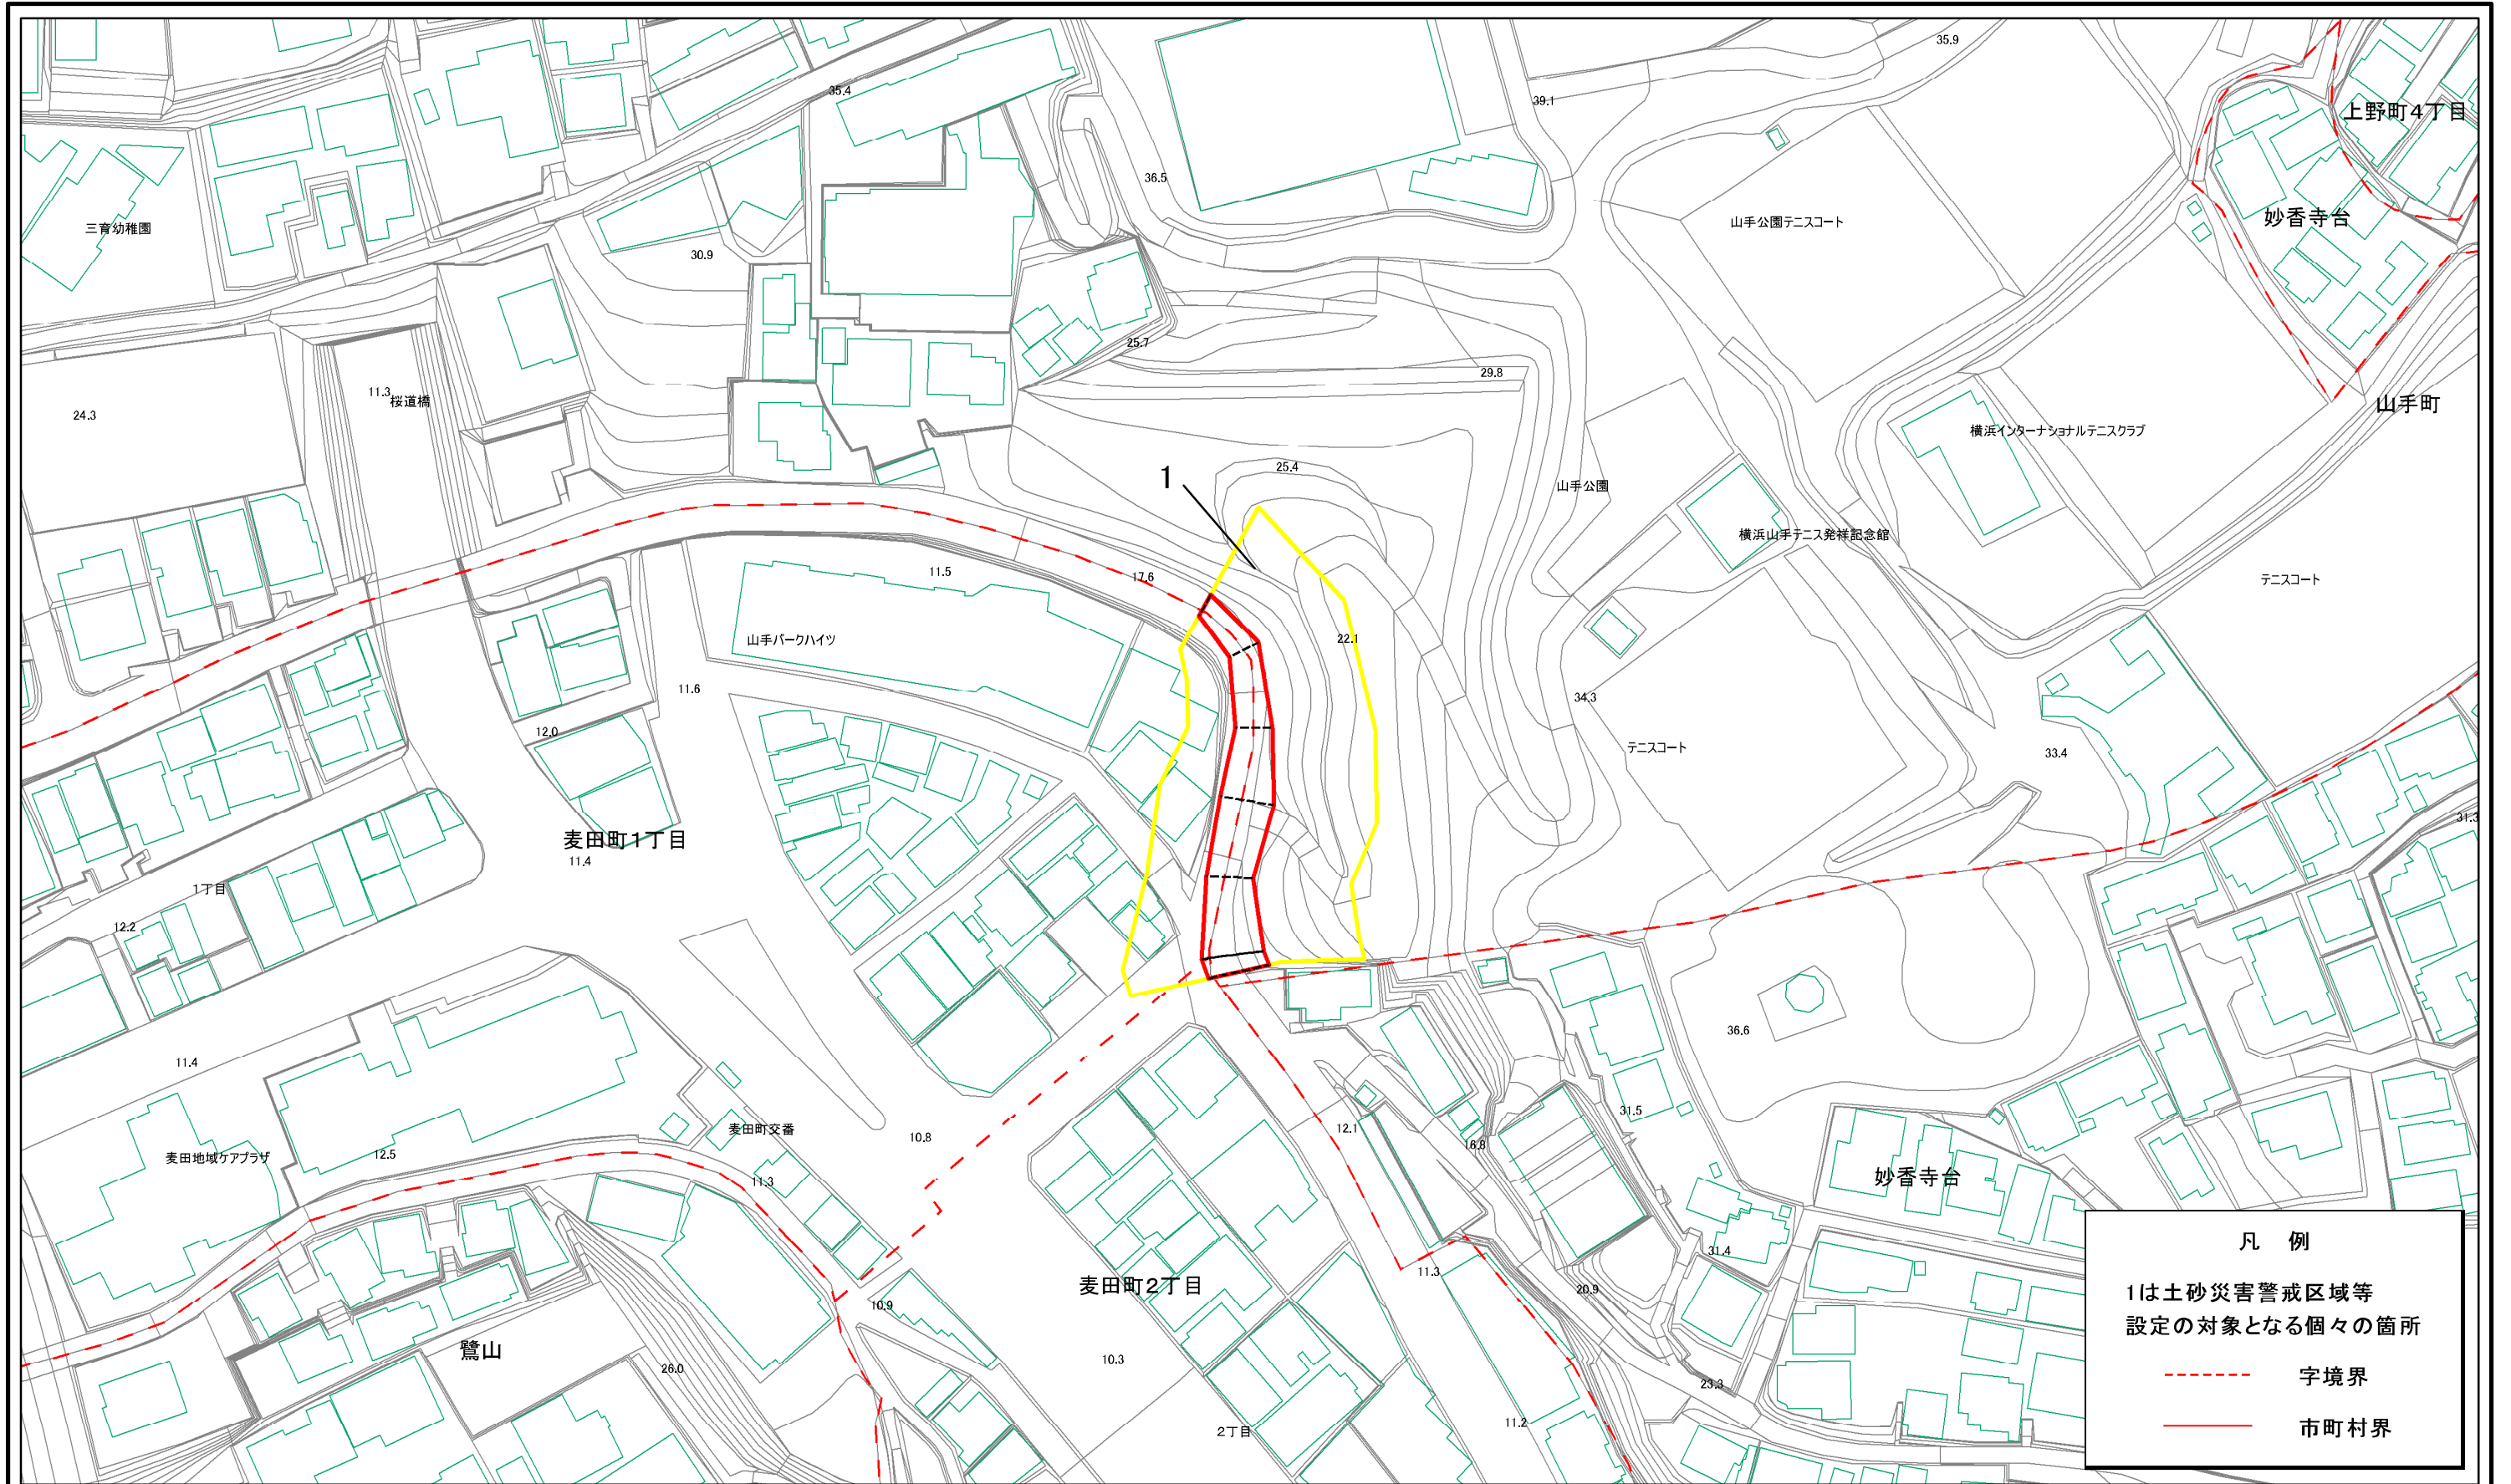 35.9
35.4
39.1
上野町4丁目
36.5
三育幼稚園
山手公園テニスコート
妙香寺台
30.9
25.7
29.8
11.3
桜道橋
24.3
山手町
横浜インターナショナルテニスクラブ
1
25.4
山手公園
横浜山手テニス発祥記念館
11.5
17.6
テニスコート
山手パークハイツ
22.1
11.6
34.3
12.0
テニスコート
33.4
31.3
麦田町1丁目
11.4
1丁目
12.2
36.6
11.4
31.5
麦田町交番
10.8
12.1
16.8
麦田地域ケアプラザ
12.5
11.3
妙香寺台
31.4
11.3
麦田町2丁目
20.9
10.9
鷺山
26.0
10.3
23.3
11.2
2丁目
凡 例
1は土砂災害警戒区域等
設定の対象となる個々の箇所
字境界
市町村界